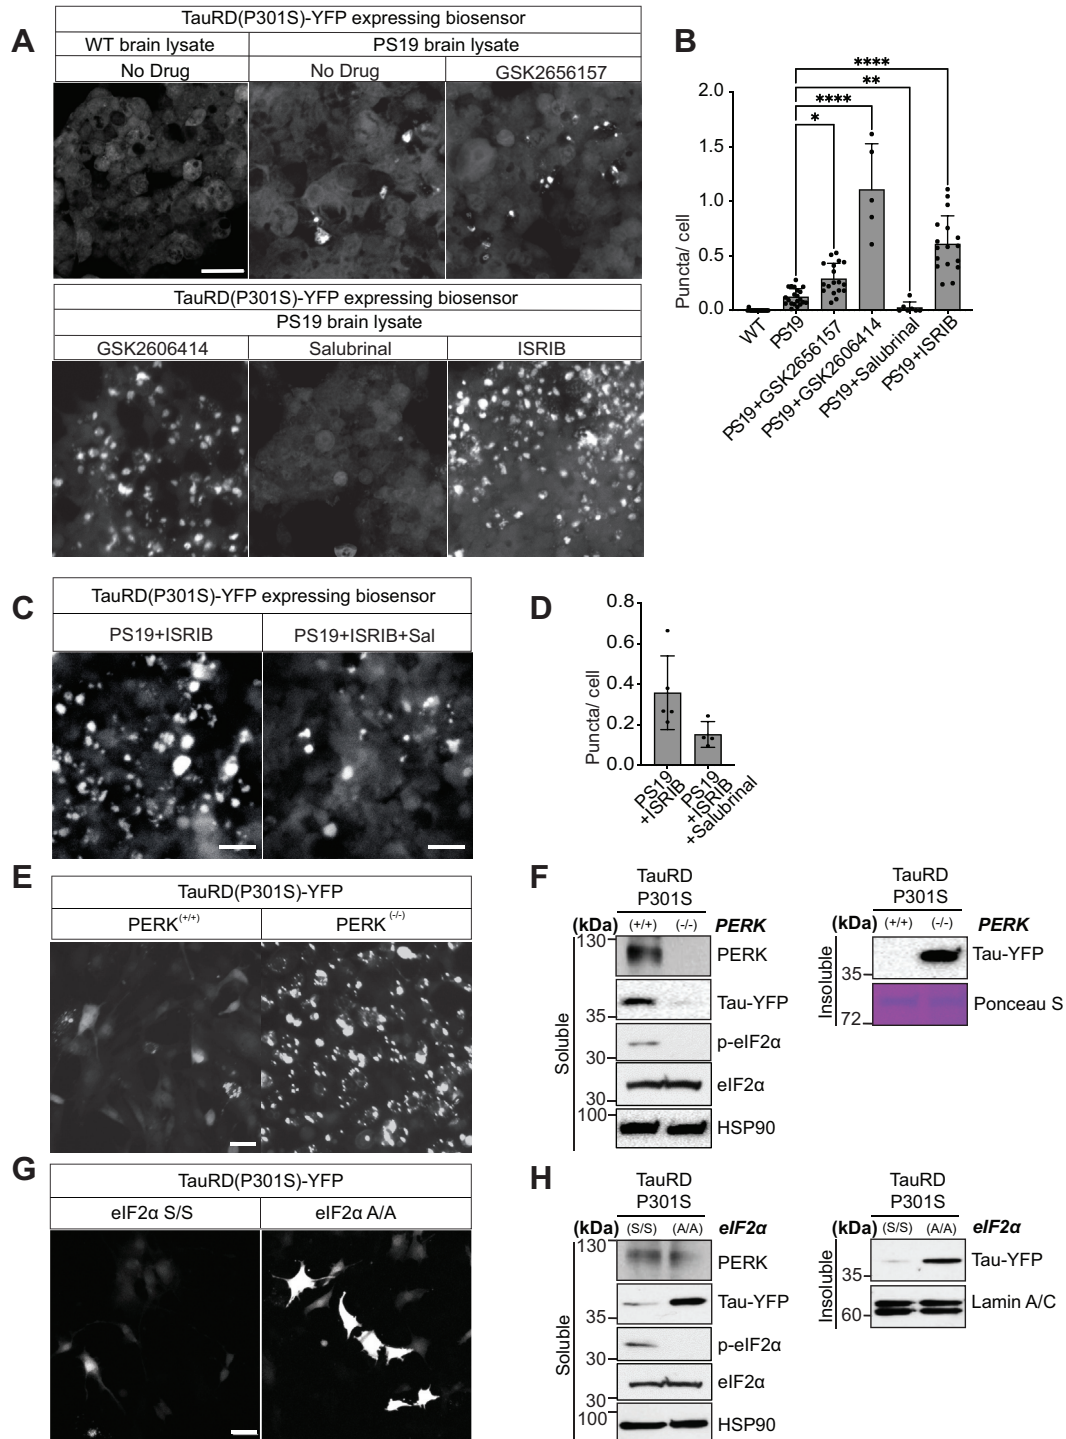 A
TauRD(P301S)-YFP expressing biosensor
WT brain lysate PS19 brain lysate
No Drug No Drug GSK2656157
TauRD(P301S)-YFP expressing biosensor
PS19 brain lysate
GSK2606414 Salubrinal ISRIB
B
****
**
****
*
2.0
1.5
1.0
0.5
0.0
Puncta/ cell
WT
PS19
PS19+GSK2656157
PS19+GSK2606414
PS19+Salubrinal
PS19+ISRIB
C
TauRD(P301S)-YFP expressing biosensor
PS19+ISRIB PS19+ISRIB+Sal
D
0.8
0.6
0.4
0.2
0.0
Puncta/ cell
PS19
+ISRIB
PS19
+ISRIB
+Salubrinal
E
TauRD(P301S)-YFP
PERK(+/+) PERK(-/-)
F
TauRD
P301S
(kDa) (+/+) (-/-) PERK
130 PERK
Tau-YFP
35
p-eIF2α
30
eIF2α
30
100
HSP90
Soluble
TauRD
P301S
(kDa) (+/+) (-/-) PERK
Tau-YFP
35
Ponceau S
72
Insoluble
G
TauRD(P301S)-YFP
eIF2α S/S eIF2α A/A
H
TauRD
P301S
(kDa) (S/S) (A/A) eIF2α
130
PERK
Tau-YFP
35
p-eIF2α
30
eIF2α
30
100
HSP90
Soluble
TauRD
P301S
(kDa) (S/S) (A/A) eIF2α
Tau-YFP
35
Lamin A/C
60
Insoluble